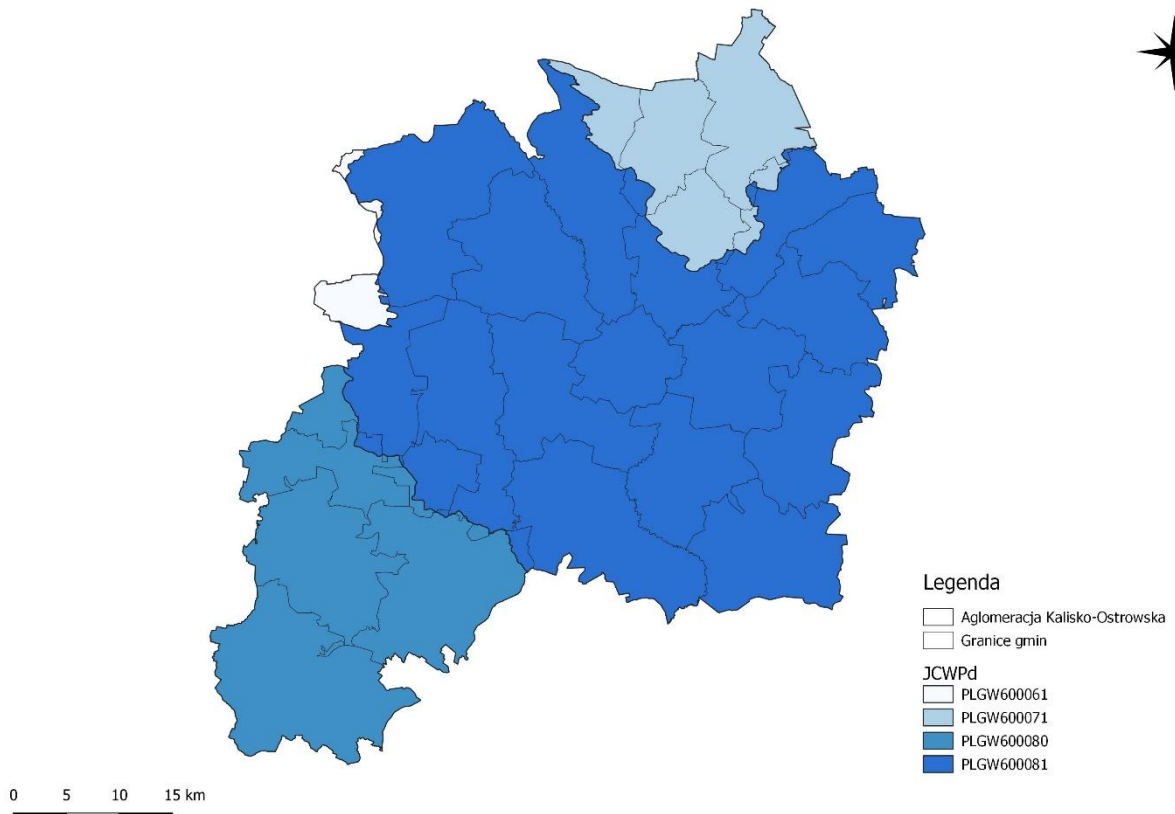 Legenda
Aglomeracja Kalisko-Ostrowska
Granice gmin
JCWPd
PLGW600061
PLGW600071
PLGW600080
PLGW600081
0 5 10 15 km